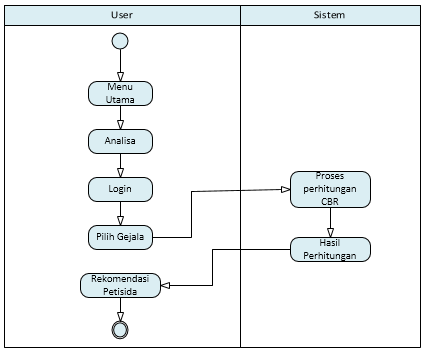 User
Sistem
Menu
Utama
Analisa
Login
Pilih Gejala
Proses
perhitungan
CBR
Hasil
Perhitungan
Rekomendasi
Petisida